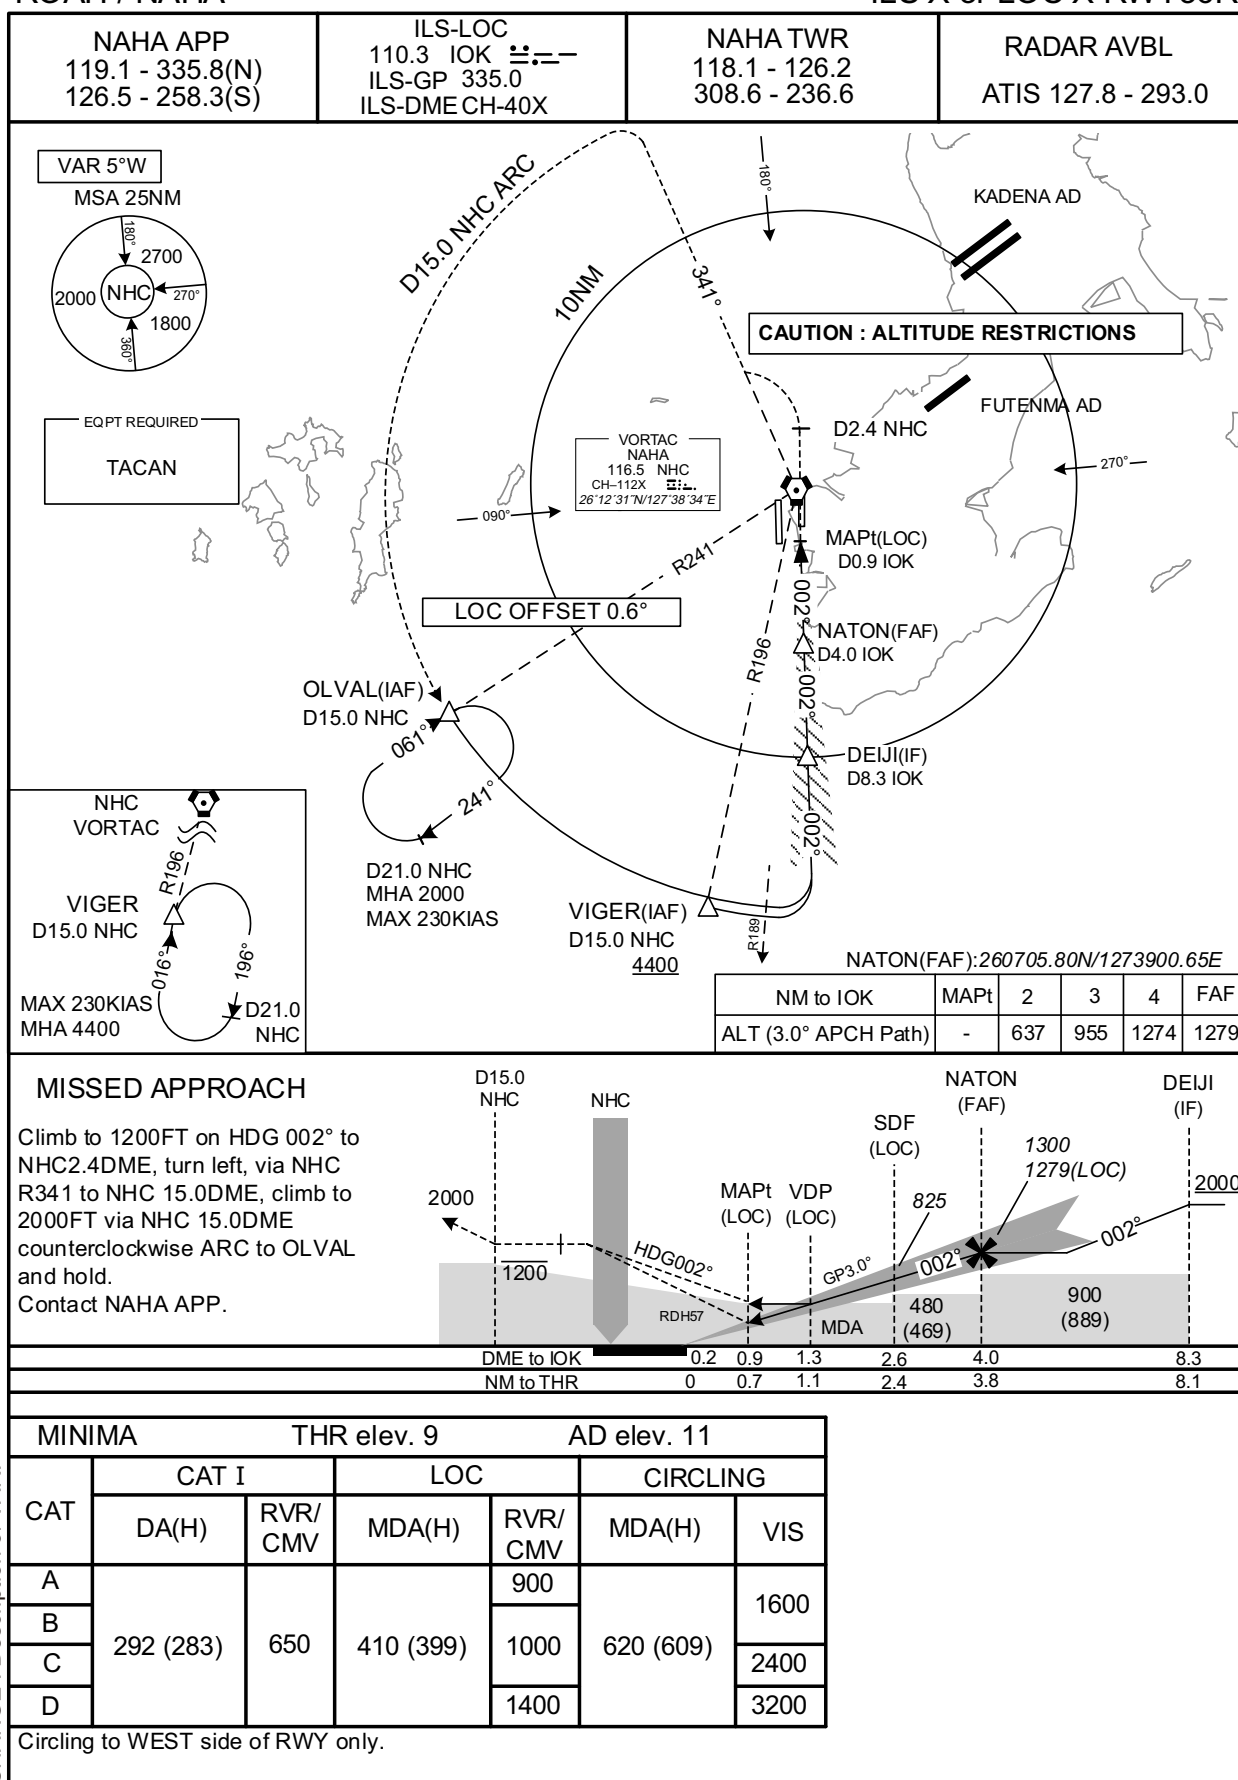 NAHA APP
119.1 - 335.8(N)
126.5 - 258.3(S)
ILS-LOC
110.3 IOK
ILS-GP 335.0
ILS-DME CH-40X
NAHA TWR
118.1 - 126.2
308.6 - 236.6
RADAR AVBL
ATIS 127.8 - 293.0
VAR 5°W
MSA 25NM
180°
2700
2000
NHC
270°
1800
360°
EQPT REQUIRED
TACAN
D15.0 NHC ARC
10NM
341°
180°
KADENA AD
CAUTION : ALTITUDE RESTRICTIONS
FUTENMA AD
D2.4 NHC
270°
VORTAC
NAHA
116.5 NHC
CH–112X
26°12´31˝N/127°38´34˝E
090°
R241
MAPt(LOC)
D0.9 IOK
002°
LOC OFFSET 0.6°
NATON(FAF)
D4.0 IOK
R196
002°
OLVAL(IAF)
D15.0 NHC
061°
241°
DEIJI(IF)
D8.3 IOK
002°
D21.0 NHC
MHA 2000
MAX 230KIAS
VIGER(IAF)
D15.0 NHC
4400
R189
NHC
VORTAC
R196
VIGER
D15.0 NHC
016°
196°
MAX 230KIAS
MHA 4400
D21.0
NHC
NATON(FAF):260705.80N/1273900.65E
NM to IOK MAPt 2 3 4 FAF
ALT (3.0° APCH Path) - 637 955 1274 1279
MISSED APPROACH
Climb to 1200FT on HDG 002° to
NHC2.4DME, turn left, via NHC
R341 to NHC 15.0DME, climb to
2000FT via NHC 15.0DME
counterclockwise ARC to OLVAL
and hold.
Contact NAHA APP.
D15.0
NHC
NHC
2000
1200
HDG002°
RDH57
MAPt
(LOC)
VDP
(LOC)
SDF
(LOC)
825
NATON
(FAF)
1300
1279(LOC)
DEIJI
(IF)
2000
GP3.0°
002°
002°
MDA
480
(469)
900
(889)
DME to IOK 0.2 0.9 1.3 2.6 4.0 8.3
NM to THR 0 0.7 1.1 2.4 3.8 8.1
MINIMA THR elev. 9 AD elev. 11
CAT CAT I LOC CIRCLING
DA(H) RVR/CMV MDA(H) RVR/CMV MDA(H) VIS
A 900
B 1600
292 (283) 650 410 (399) 1000 620 (609)
C 2400
D 1400 3200
Circling to WEST side of RWY only.